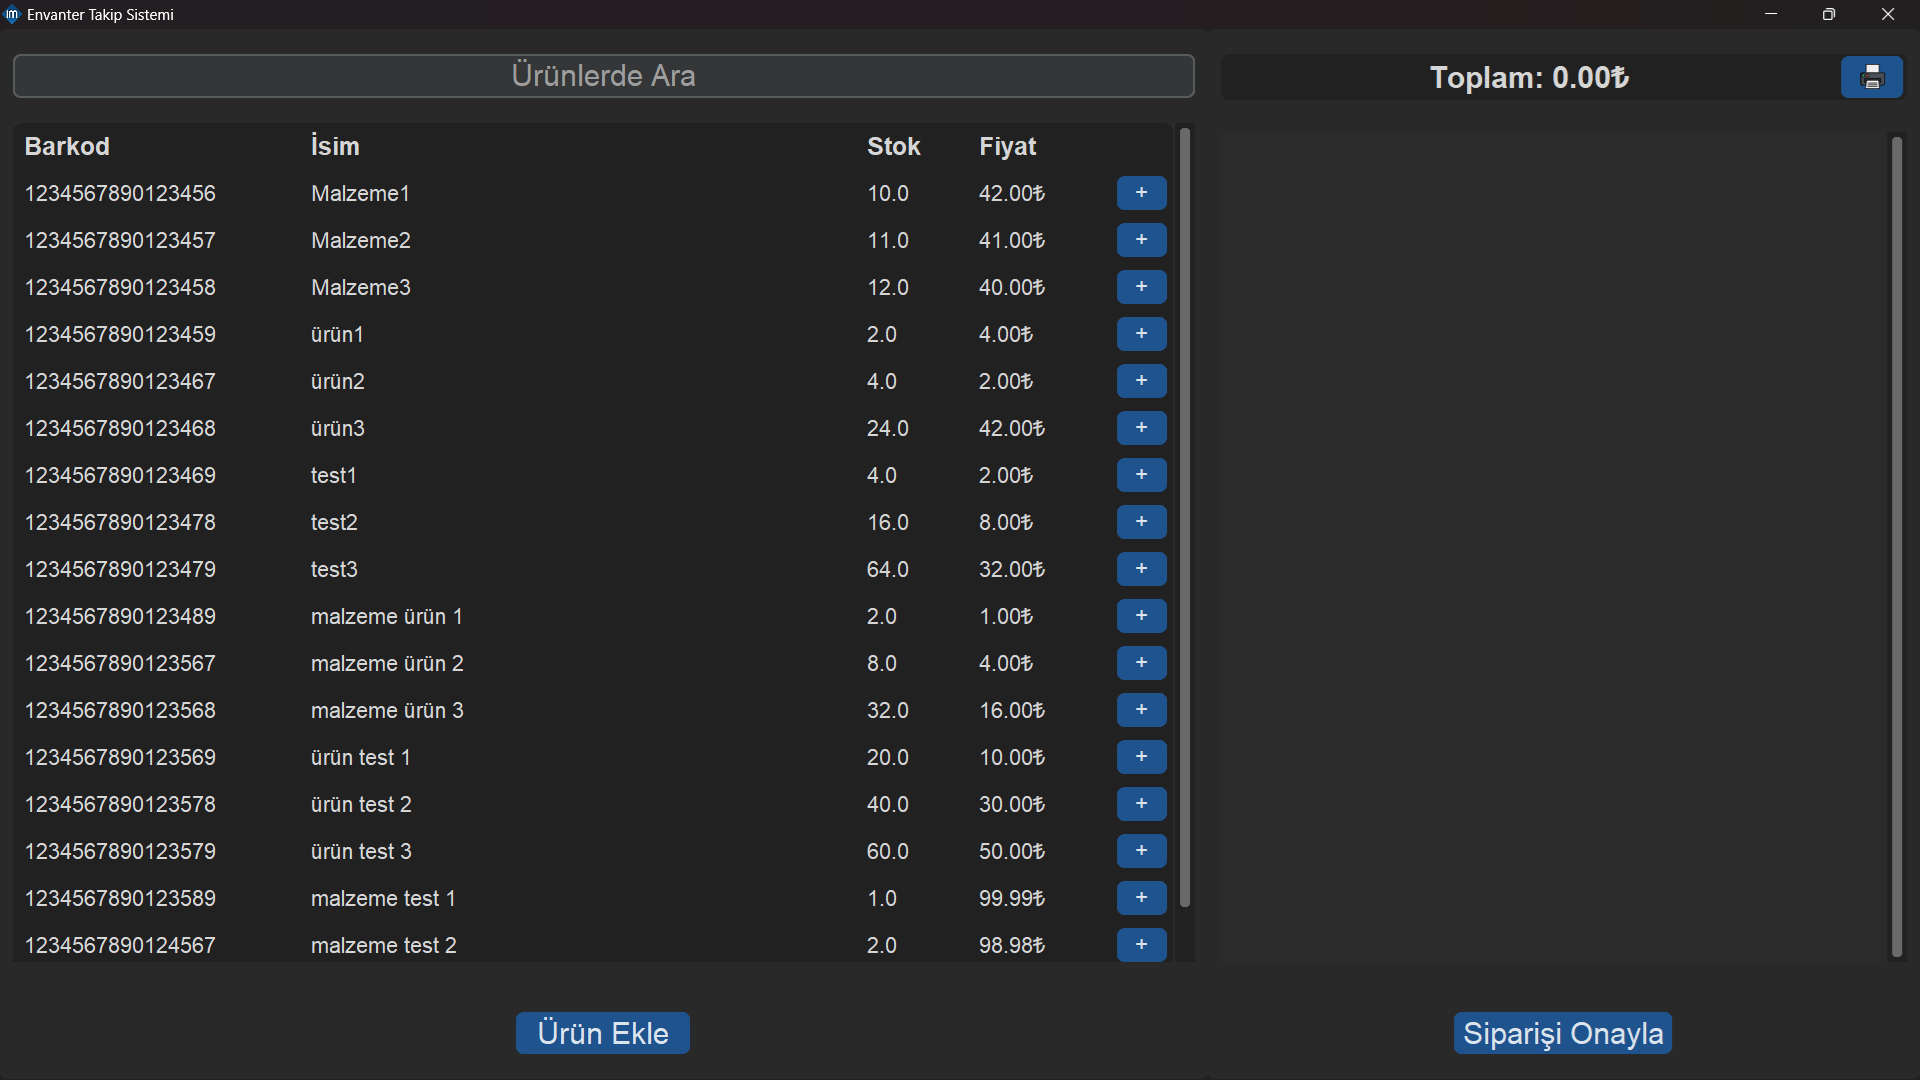 Envanter Takip Sistemi
Ürünlerde Ara
Toplam: 0.00₺
Barkod İsim Stok Fiyat
1234567890123456 Malzeme1 10.0 42.00₺ +
1234567890123457 Malzeme2 11.0 41.00₺ +
1234567890123458 Malzeme3 12.0 40.00₺ +
1234567890123459 ürün1 2.0 4.00₺ +
1234567890123467 ürün2 4.0 2.00₺ +
1234567890123468 ürün3 24.0 42.00₺ +
1234567890123469 test1 4.0 2.00₺ +
1234567890123478 test2 16.0 8.00₺ +
1234567890123479 test3 64.0 32.00₺ +
1234567890123489 malzeme ürün 1 2.0 1.00₺ +
1234567890123567 malzeme ürün 2 8.0 4.00₺ +
1234567890123568 malzeme ürün 3 32.0 16.00₺ +
1234567890123569 ürün test 1 20.0 10.00₺ +
1234567890123578 ürün test 2 40.0 30.00₺ +
1234567890123579 ürün test 3 60.0 50.00₺ +
1234567890123589 malzeme test 1 1.0 99.99₺ +
1234567890124567 malzeme test 2 2.0 98.98₺ +
Ürün Ekle
Siparişi Onayla